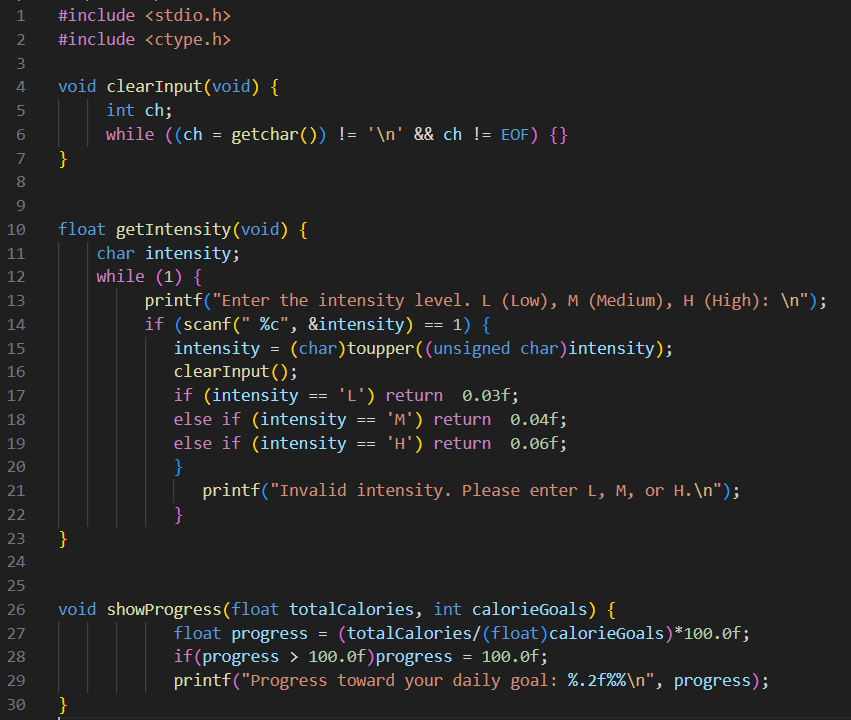 1 #include <stdio.h>
2 #include <ctype.h>
3
4 void clearInput(void) {
5     int ch;
6     while ((ch = getchar()) != '\n' && ch != EOF) {}
7 }
8
9
10 float getIntensity(void) {
11    char intensity;
12    while (1) {
13         printf("Enter the intensity level. L (Low), M (Medium), H (High): \n");
14         if (scanf(" %c", &intensity) == 1) {
15            intensity = (char)toupper((unsigned char)intensity);
16            clearInput();
17            if (intensity == 'L') return  0.03f;
18            else if (intensity == 'M') return  0.04f;
19            else if (intensity == 'H') return  0.06f;
20            }
21               printf("Invalid intensity. Please enter L, M, or H.\n");
22            }
23 }
24
25
26 void showProgress(float totalCalories, int calorieGoals) {
27            float progress = (totalCalories/(float)calorieGoals)*100.0f;
28            if(progress > 100.0f)progress = 100.0f;
29            printf("Progress toward your daily goal: %.2f%%\n", progress);
30 }